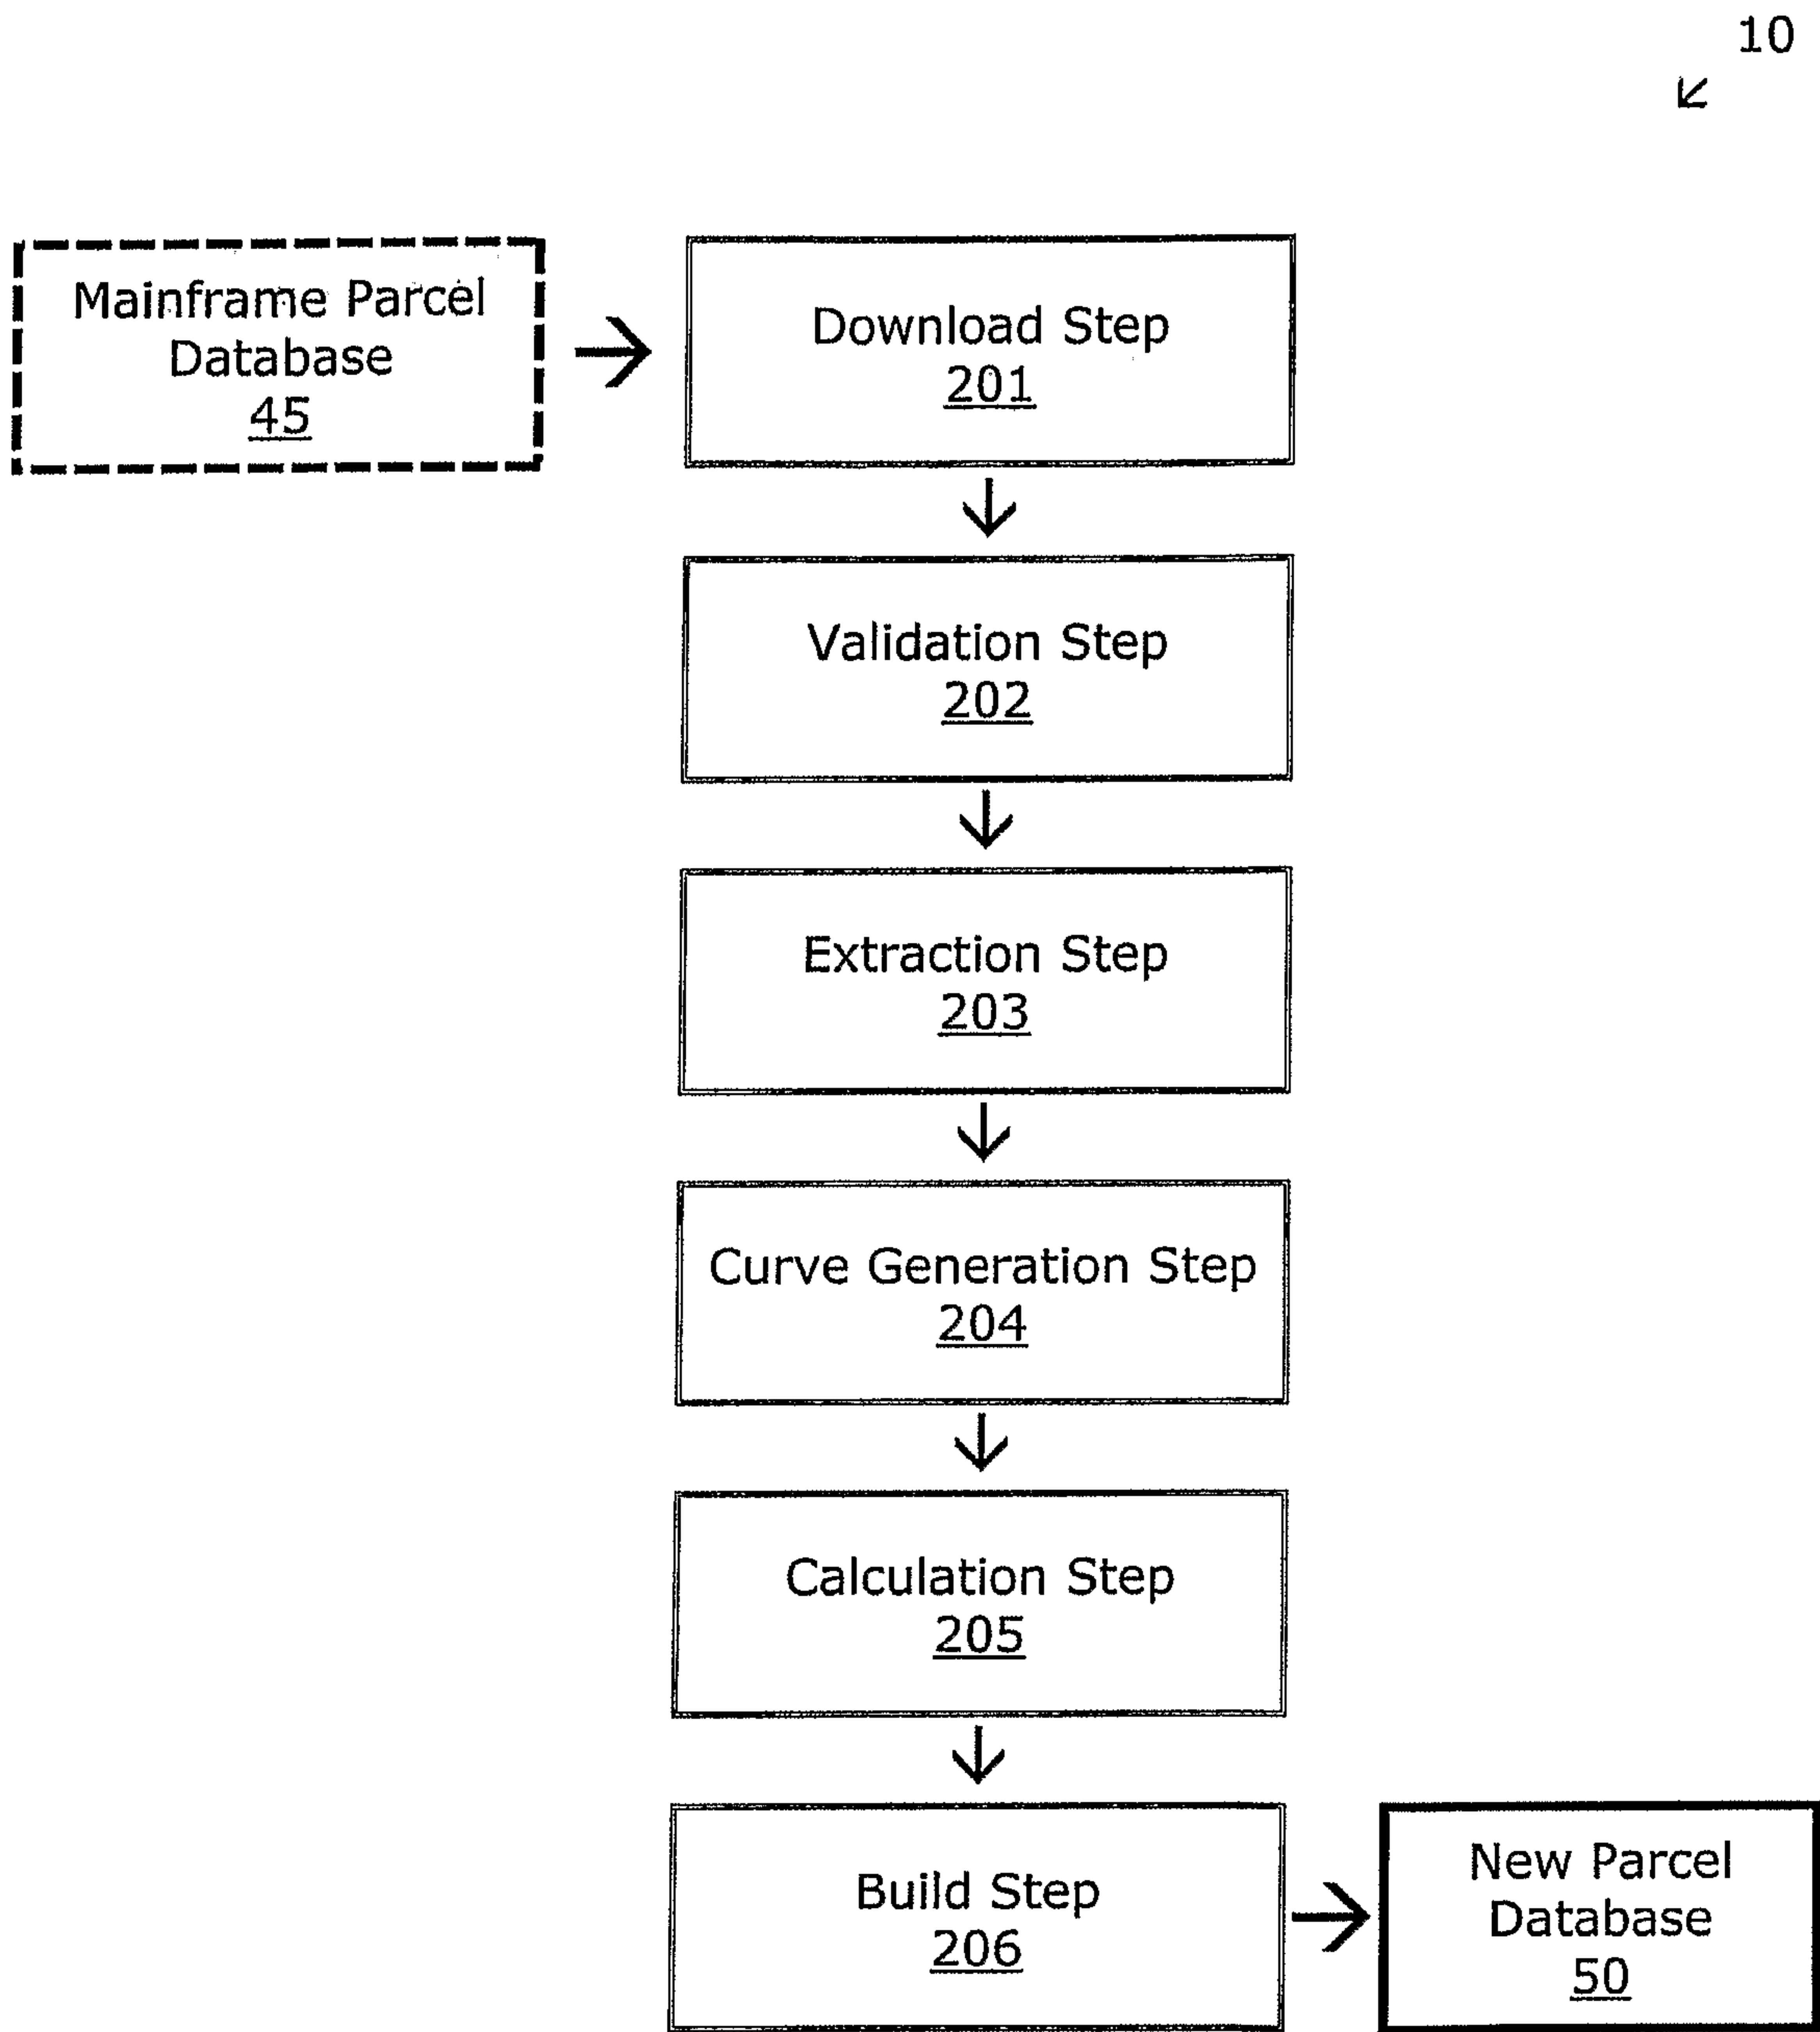 10
Mainframe Parcel
Database
45
Download Step
201
Validation Step
202
Extraction Step
203
Curve Generation Step
204
Calculation Step
205
Build Step
206
New Parcel
Database
50